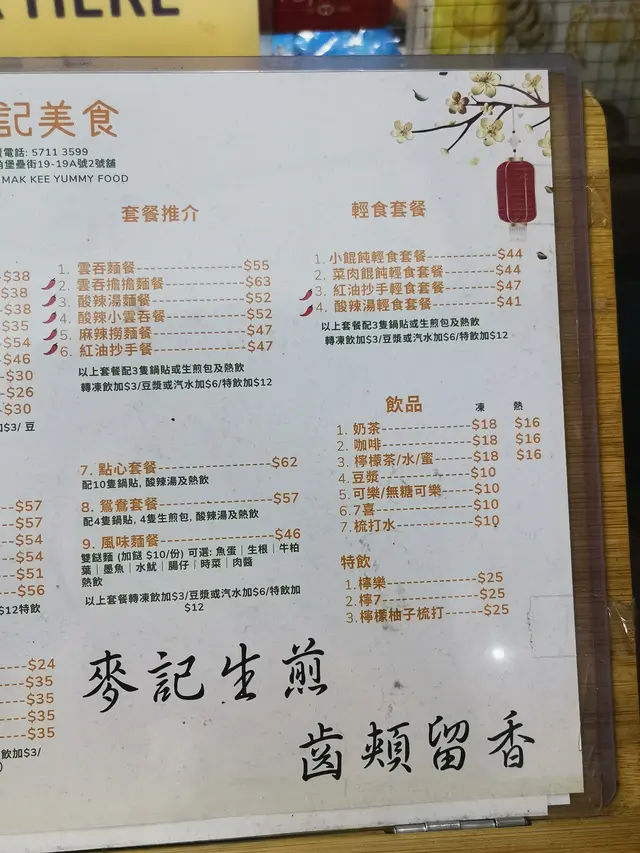 HERE
記美食
電話: 5711 3599
堡壘街19-19A號2號舖
MAK KEE YUMMY FOOD
--$38
--$38
--$35
--$54
--$46
--$30
--$26
--$30
加$3/ 豆
---$57
---$57
--$54
--$54
--$51
--$56
$12特飲
----$24
----$35
----$35
----$35
----$35
飲加$3/
套餐推介
1. 雲吞麵餐----------------$55
2. 雲吞擔擔麵餐-----------$63
3. 酸辣湯麵餐--------------$52
4. 酸辣小雲吞餐-----------$52
5. 麻辣撈麵餐--------------$47
6. 紅油抄手餐--------------$47
以上套餐配3隻鍋貼或生煎包及熱飲
轉凍飲加$3/豆漿或汽水加$6/特飲加$12
7. 點心套餐-----------------$62
配10隻鍋貼, 酸辣湯及熱飲
8. 鴛鴦套餐-----------------$57
配4隻鍋貼, 4隻生煎包, 酸辣湯及熱飲
9. 風味麵餐-----------------$46
雙餸麵 (加餸 $10/份) 可選: 魚蛋｜生根｜牛柏
葉｜墨魚｜水魷｜腸仔｜時菜｜肉醬
熱飲
以上套餐轉凍飲加$3/豆漿或汽水加$6/特飲加
$12
輕食套餐
1. 小餛飩輕食套餐----------$44
2. 菜肉餛飩輕食套餐-------$44
3. 紅油抄手輕食套餐-------$47
4. 酸辣湯輕食套餐----------$41
以上套餐配3隻鍋貼或生煎包及熱飲
轉凍飲加$3/豆漿或汽水加$6/特飲加$12
飲品 凍 熱
1. 奶茶--------------$18 $16
2. 咖啡--------------$18 $16
3. 檸檬茶/水/蜜-----$18 $16
4.豆漿---------------$10
5. 可樂/無糖可樂----$10
6.7喜----------------$10
7. 梳打水------------$10
特飲
1.檸樂---------------$25
2.檸7----------------$25
3.檸檬柚子梳打------$25
麥記生煎
齒頰留香